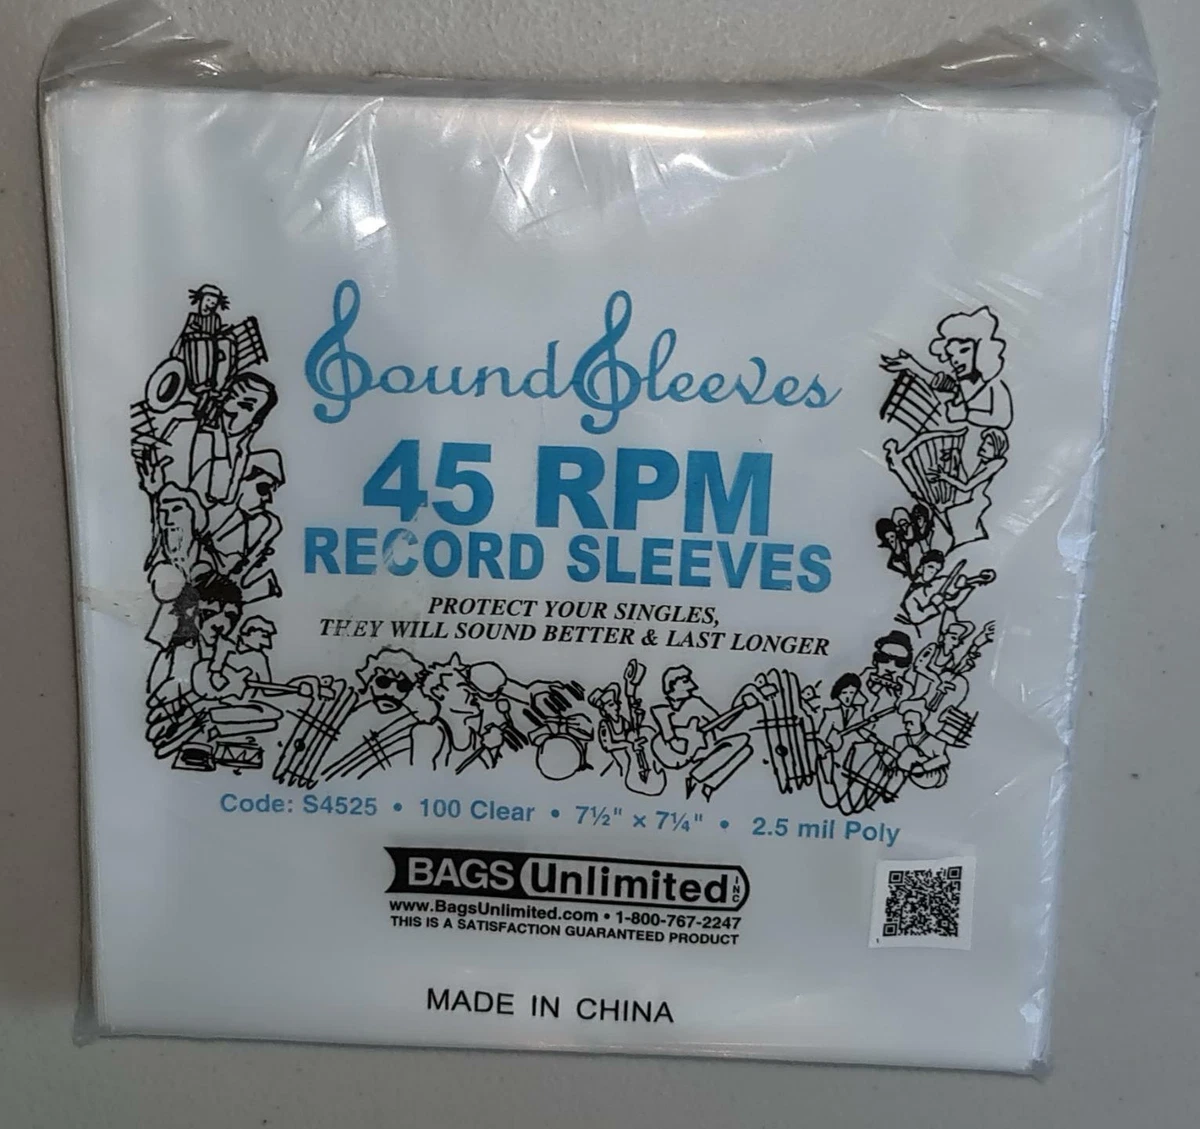 SoundSleeves
45 RPM
RECORD SLEEVES
PROTECT YOUR SINGLES,
THEY WILL SOUND BETTER & LAST LONGER
Code: S4525 • 100 Clear • 7½" x 7¼" • 2.5 mil Poly
BAGS Unlimited INC
www.BagsUnlimited.com • 1-800-767-2247
THIS IS A SATISFACTION GUARANTEED PRODUCT
MADE IN CHINA